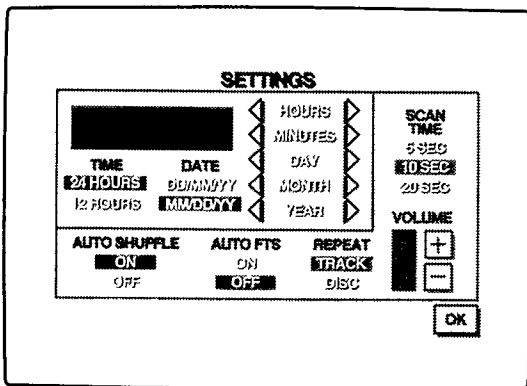 SETTINGS
HOURS
MINUTES
DAY
MONTH
YEAR
TIME
24 HOURS
12 HOURS
DATE
DD/MM/YY
MM/DD/YY
SCAN
TIME
5 SEC
10 SEC
20 SEC
VOLUME
+
−
AUTO SHUFFLE
ON
OFF
AUTO FTS
ON
OFF
REPEAT
TRACK
DISC
OK